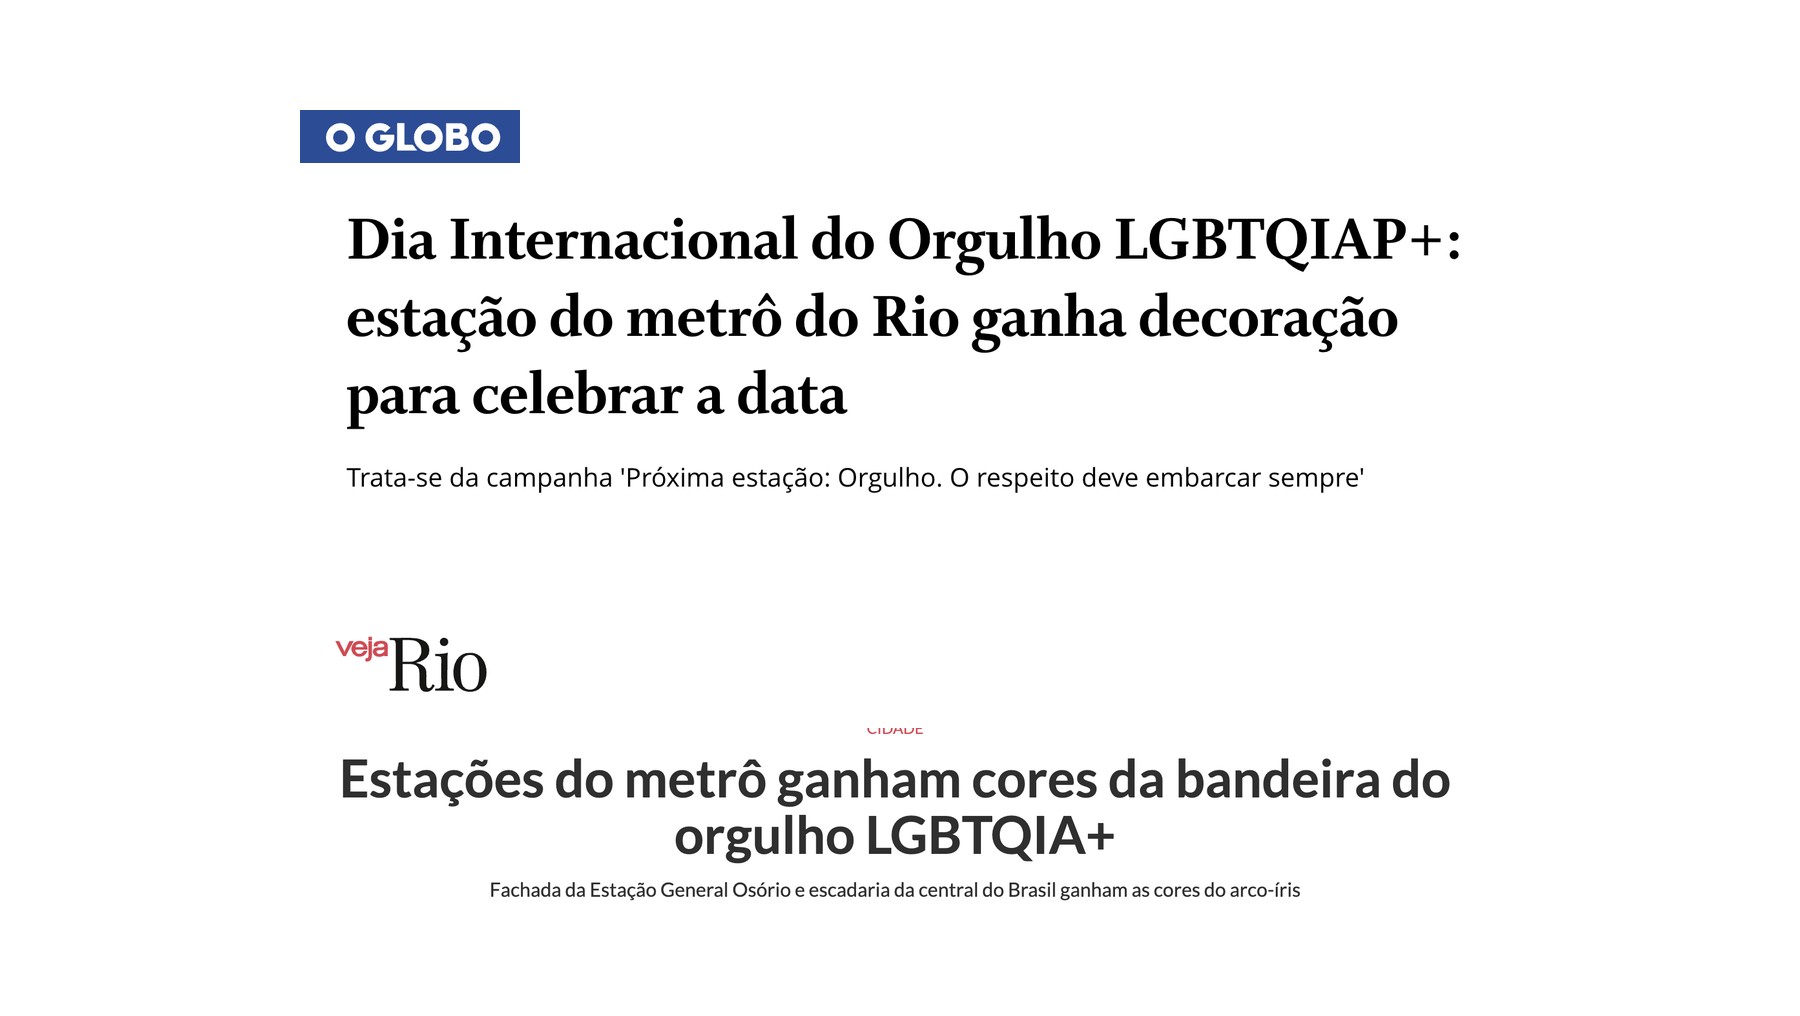 O GLOBO
Dia Internacional do Orgulho LGBTQIAP+:
estação do metrô do Rio ganha decoração
para celebrar a data
Trata-se da campanha 'Próxima estação: Orgulho. O respeito deve embarcar sempre'
veja Rio
CIDADE
Estações do metrô ganham cores da bandeira do
orgulho LGBTQIA+
Fachada da Estação General Osório e escadaria da central do Brasil ganham as cores do arco-íris